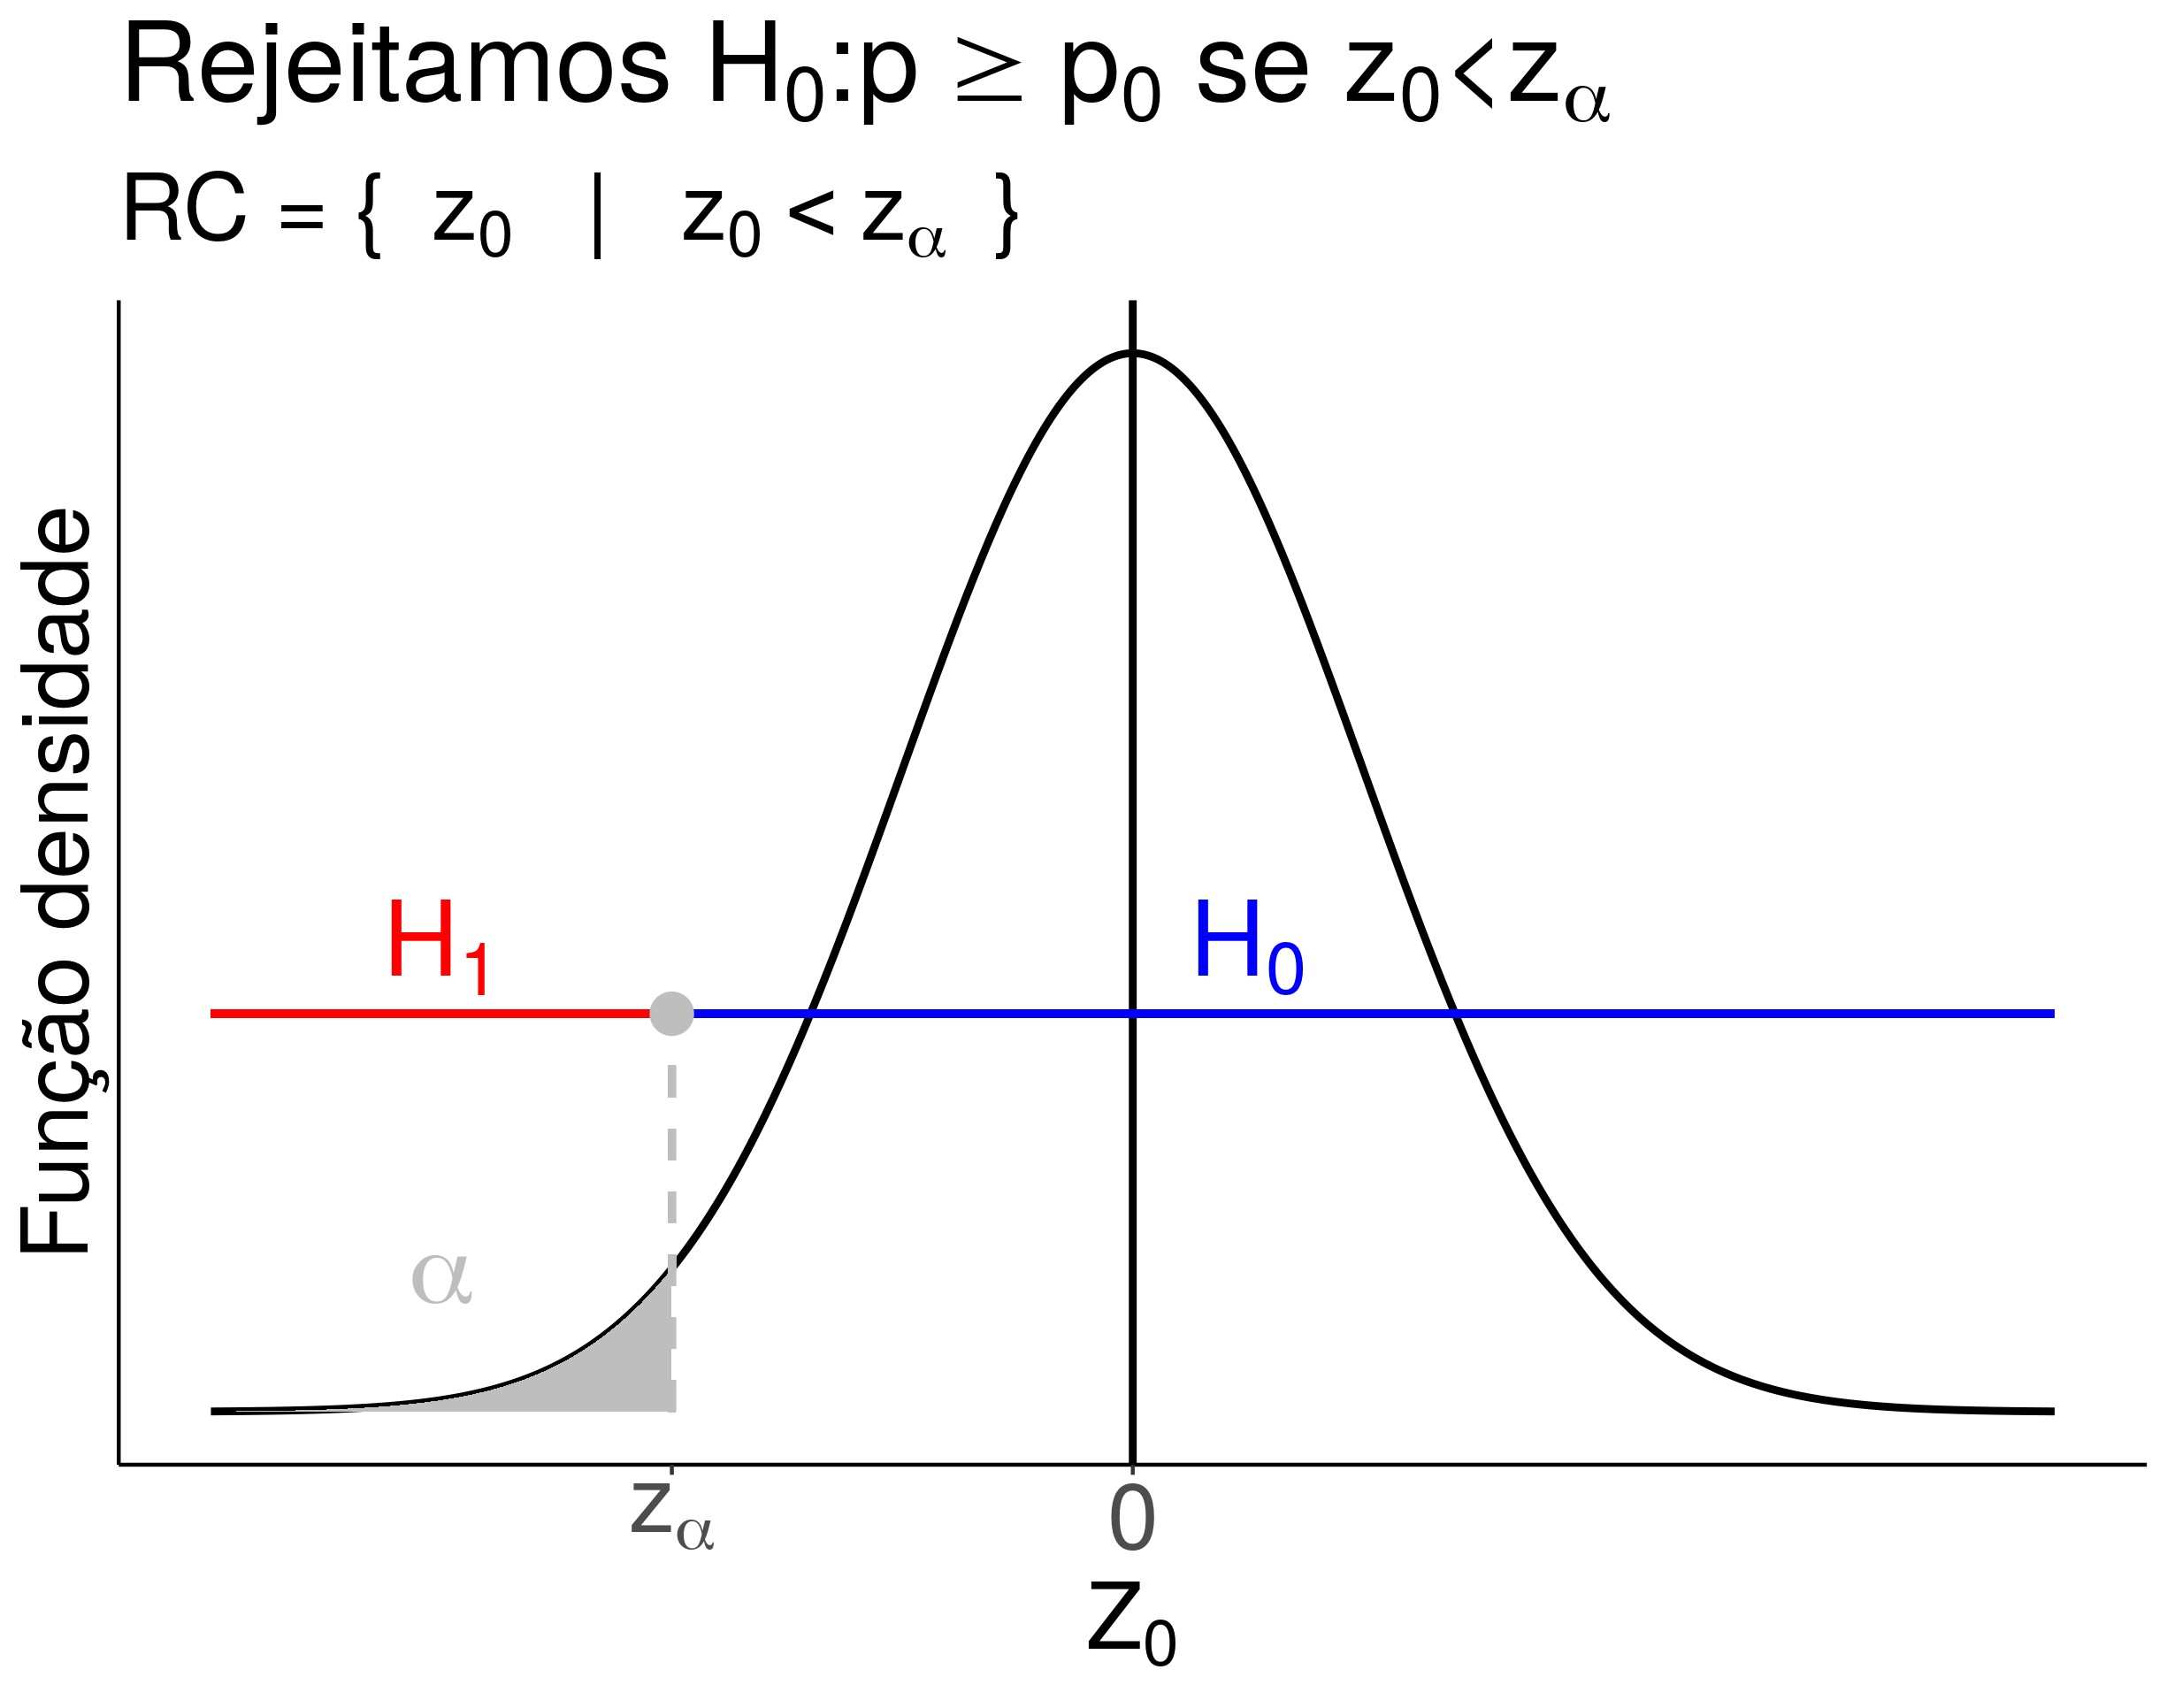 Rejeitamos H₀:p ≥ p₀ se z₀<zα
RC = { z₀ | z₀ < zα }
Função densidade
H₁
H₀
α
zα
0
Z₀